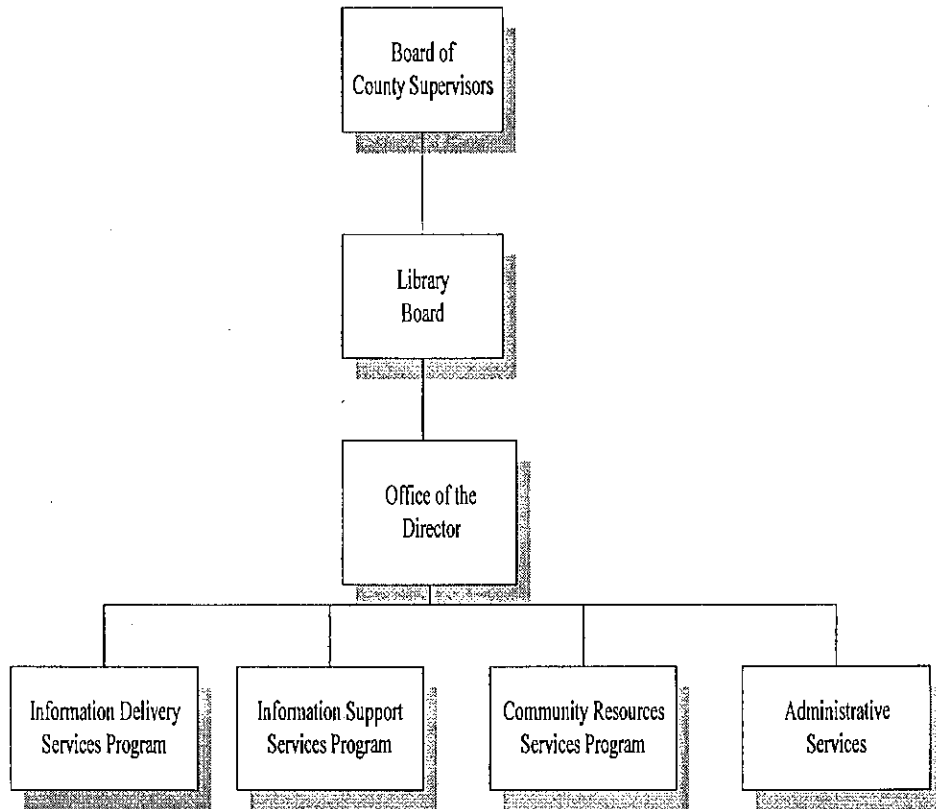 Board of
County Supervisors
Library
Board
Office of the
Director
Information Delivery
Services Program
Information Support
Services Program
Community Resources
Services Program
Administrative
Services